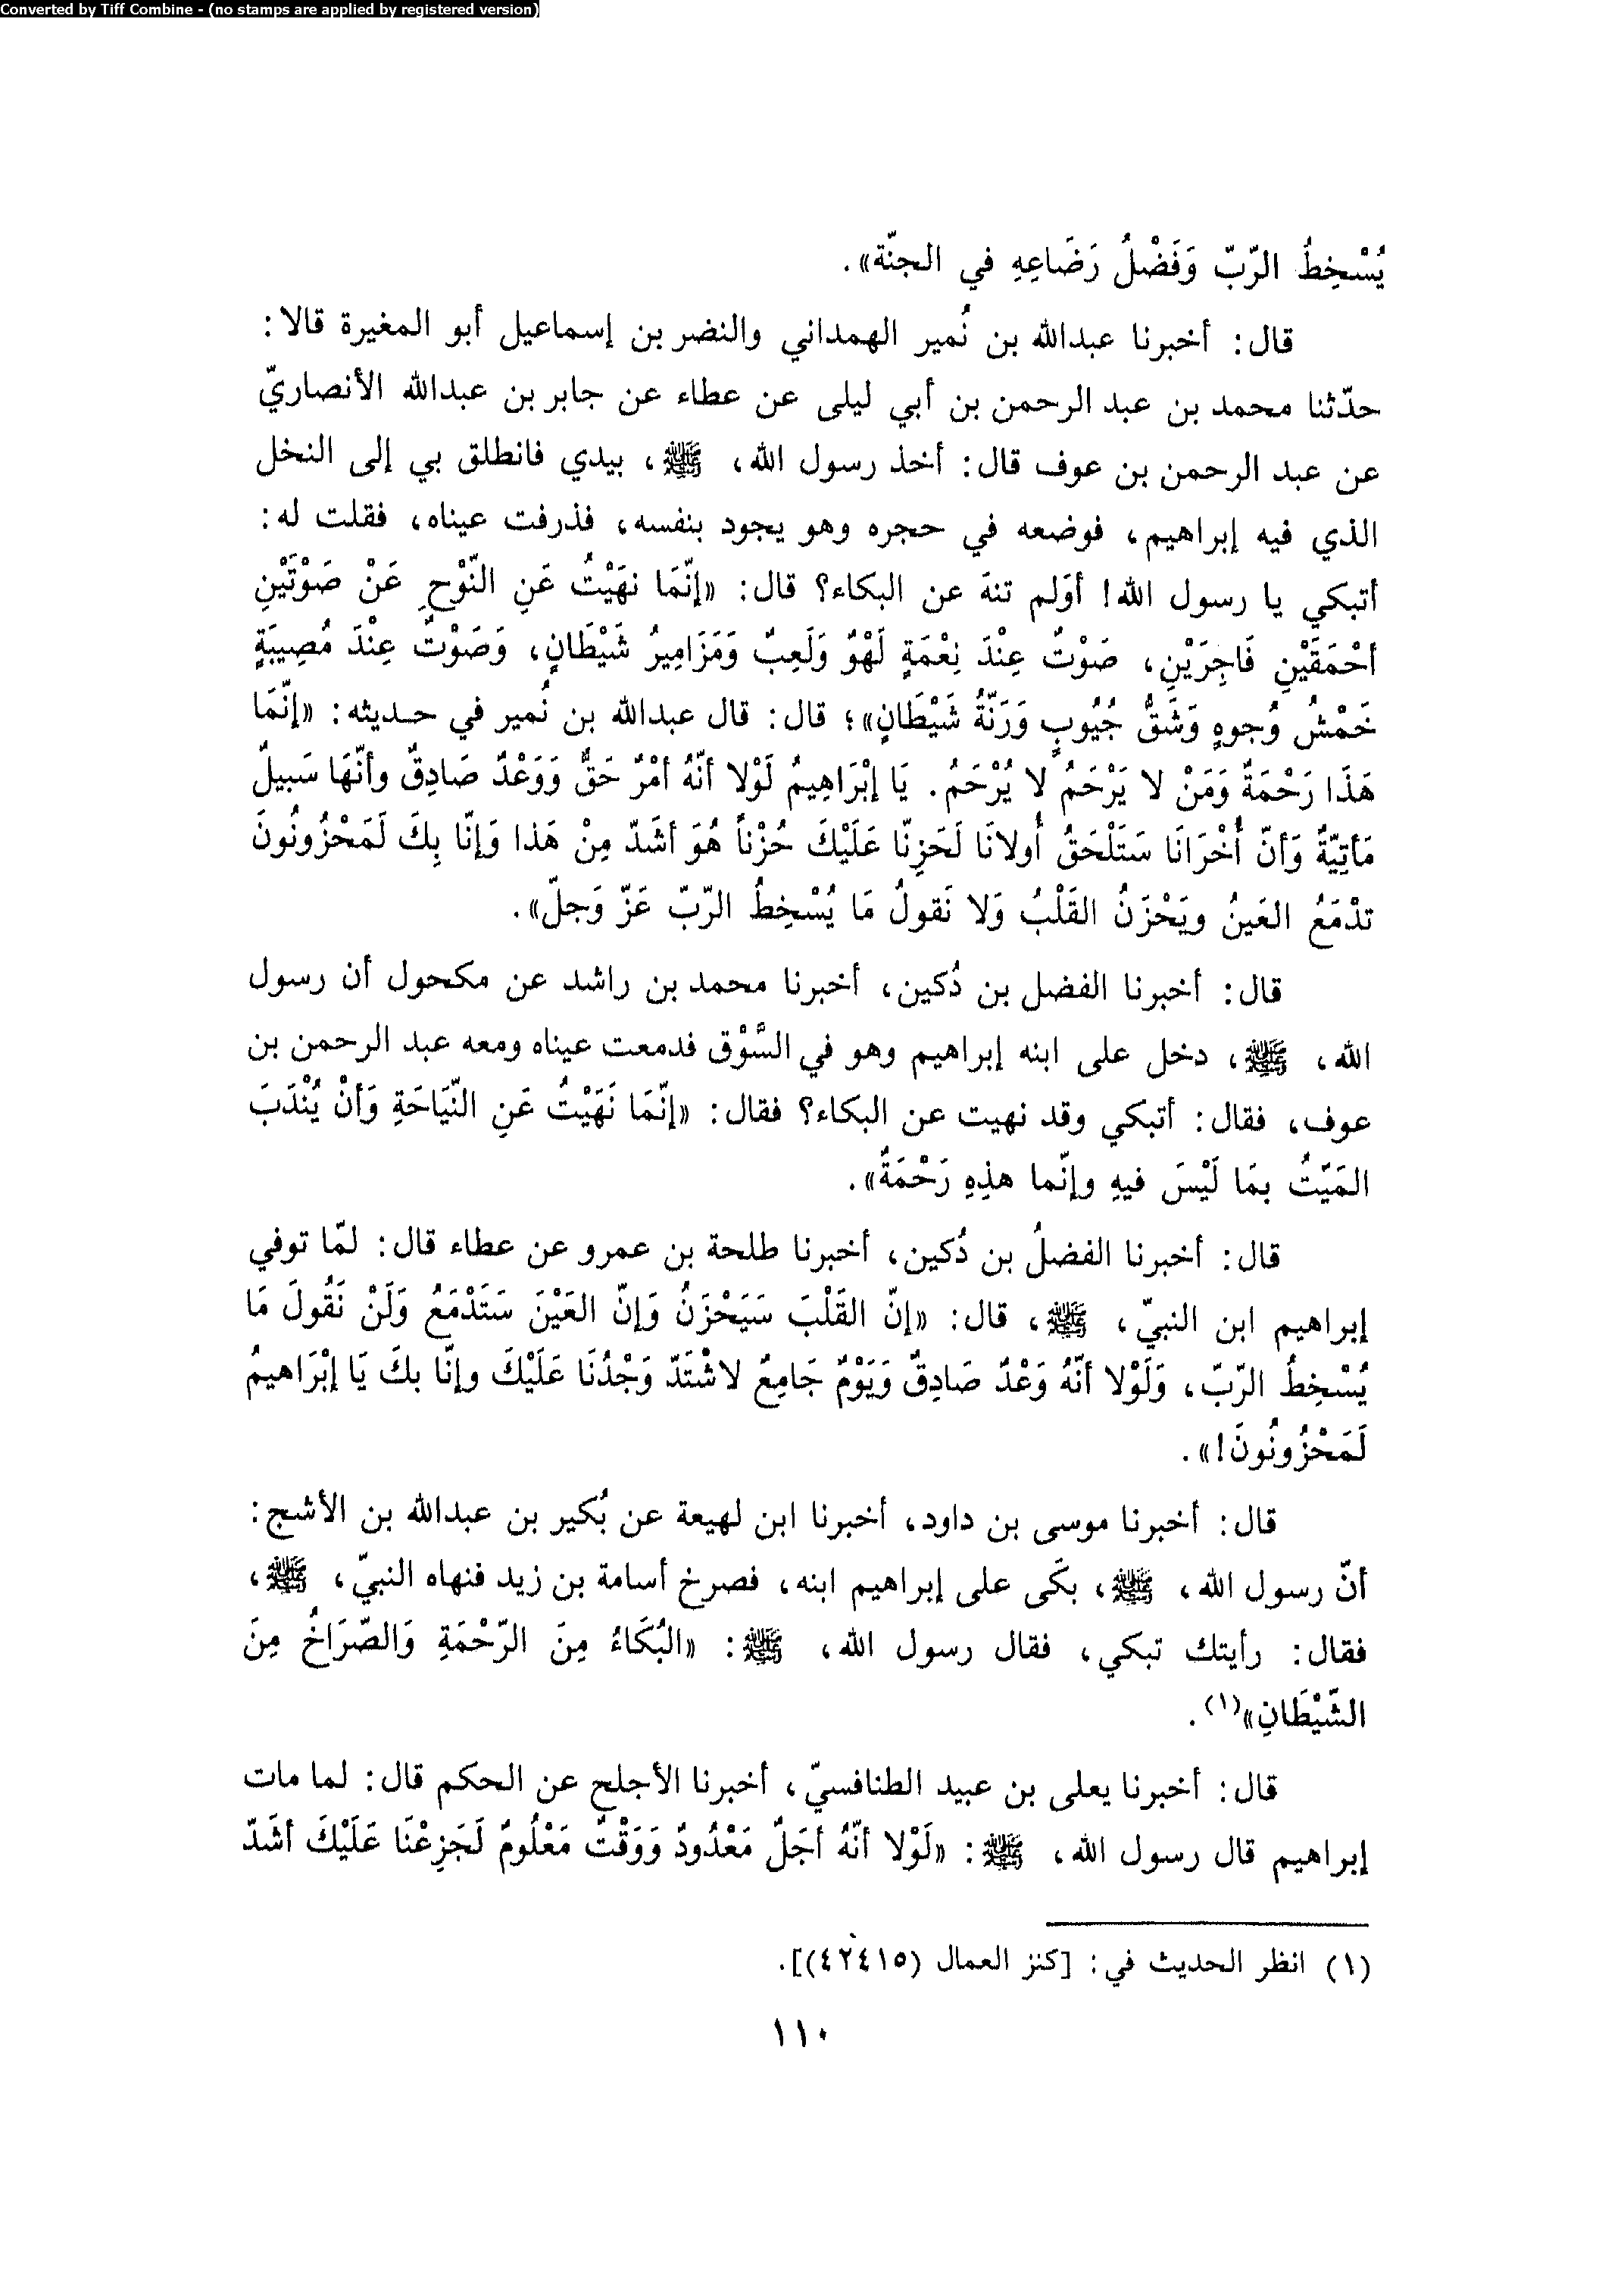 Converted by Tiff Combine - (no stamps are applied by registered version)
يُسْخِطُ الرّبّ وَفَضْلُ رَضَاعِهِ في الجنّة».
قال: أخبرنا عبدالله بن نُمير الهمداني والنضر بن إسماعيل أبو المغيرة قالا:
حدّثنا محمد بن عبد الرحمن بن أبي ليلى عن عطاء عن جابر بن عبدالله الأنصاريّ
عن عبد الرحمن بن عوف قال: أخذ رسول الله، ﷺ، بيدي فانطلق بي إلى النخل
الذي فيه إبراهيم، فوضعه في حجره وهو يجود بنفسه، فذرفت عيناه، فقلت له:
أتبكي يا رسول الله! أوَلم تنهَ عن البكاء؟ قال: «إنّمَا نهَيْتُ عَنِ النّوْحِ عَنْ صَوْتَيْنِ
أحْمَقَيْنِ فَاجِرَيْنِ، صَوْتٌ عِنْدَ نِعْمَةٍ لَهْوٌ وَلَعِبٌ وَمَزَامِيرُ شَيْطَانٍ، وَصَوْتٌ عِنْدَ مُصِيبَةٍ
خَمْشُ وُجوهٍ وَشَقُّ جُيُوبٍ وَرَنّةُ شَيْطَانٍ»؛ قال: قال عبدالله بن نُمير في حديثه: «إنّمَا
هَذَا رَحْمَةٌ وَمَنْ لا يَرْحَمُ لا يُرْحَمُ. يَا إبْرَاهِيمُ لَوْلا أنّهُ أمْرٌ حَقٌّ وَوَعْدٌ صَادِقٌ وأنّهَا سَبيلٌ
مَأتِيّةٌ وَأنّ أُخْرَانَا سَتَلْحَقُ أُولانَا لَحَزِنّا عَلَيْكَ حُزْناً هُوَ أشَدّ مِنْ هَذا وَإنّا بِكَ لَمَحْزُونُونَ
تدْمَعُ العَينُ ويَحْزَنُ القَلْبُ وَلا نَقولُ مَا يُسْخِطُ الرّبّ عَزّ وَجلّ».
قال: أخبرنا الفضل بن دُكين، أخبرنا محمد بن راشد عن مكحول أن رسول
الله، ﷺ، دخل على ابنه إبراهيم وهو في السَّوْق فدمعت عيناه ومعه عبد الرحمن بن
عوف، فقال: أتبكي وقد نهيت عن البكاء؟ فقال: «إنّمَا نَهَيْتُ عَنِ النّيَاحَةِ وَأنْ يُنْدَبَ
المَيّتُ بمَا لَيْسَ فيهِ وإنّما هذِهِ رَحْمَةٌ».
قال: أخبرنا الفضلُ بن دُكين، أخبرنا طلحة بن عمرو عن عطاء قال: لمّا توفي
إبراهيم ابن النبيّ، ﷺ، قال: «إنّ القَلْبَ سَيَحْزَنُ وَإنّ العَيْنَ سَتَدْمَعُ وَلَنْ نَقُولَ مَا
يُسْخِطُ الرّبّ، وَلَوْلا أنّهُ وَعْدٌ صَادِقٌ وَيَوْمٌ جَامِعٌ لاشْتَدّ وَجْدُنَا عَلَيْكَ وإنّا بكَ يَا إبْرَاهيمُ
لَمَحْزُونُونَ!».
قال: أخبرنا موسى بن داود، أخبرنا ابن لهيعة عن بُكير بن عبدالله بن الأشج:
أنّ رسول الله، ﷺ، بكَى على إبراهيم ابنه، فصرخ أسامة بن زيد فنهاه النبيّ، ﷺ،
فقال: رأيتك تبكي، فقال رسول الله، ﷺ: «البُكَاءُ مِنَ الرّحْمَةِ وَالصّرَاخُ مِنَ
الشّيْطَانِ»(١).
قال: أخبرنا يعلى بن عبيد الطنافسيّ، أخبرنا الأجلح عن الحكم قال: لما مات
إبراهيم قال رسول الله، ﷺ: «لَوْلا أنّهُ أجَلٌ مَعْدُودٌ وَوَقْتٌ مَعْلُومٌ لَجَزِعْنَا عَلَيْكَ أشَدّ
(١) انظر الحديث في: [كنز العمال (٤٢٤١٥)].
١١٠